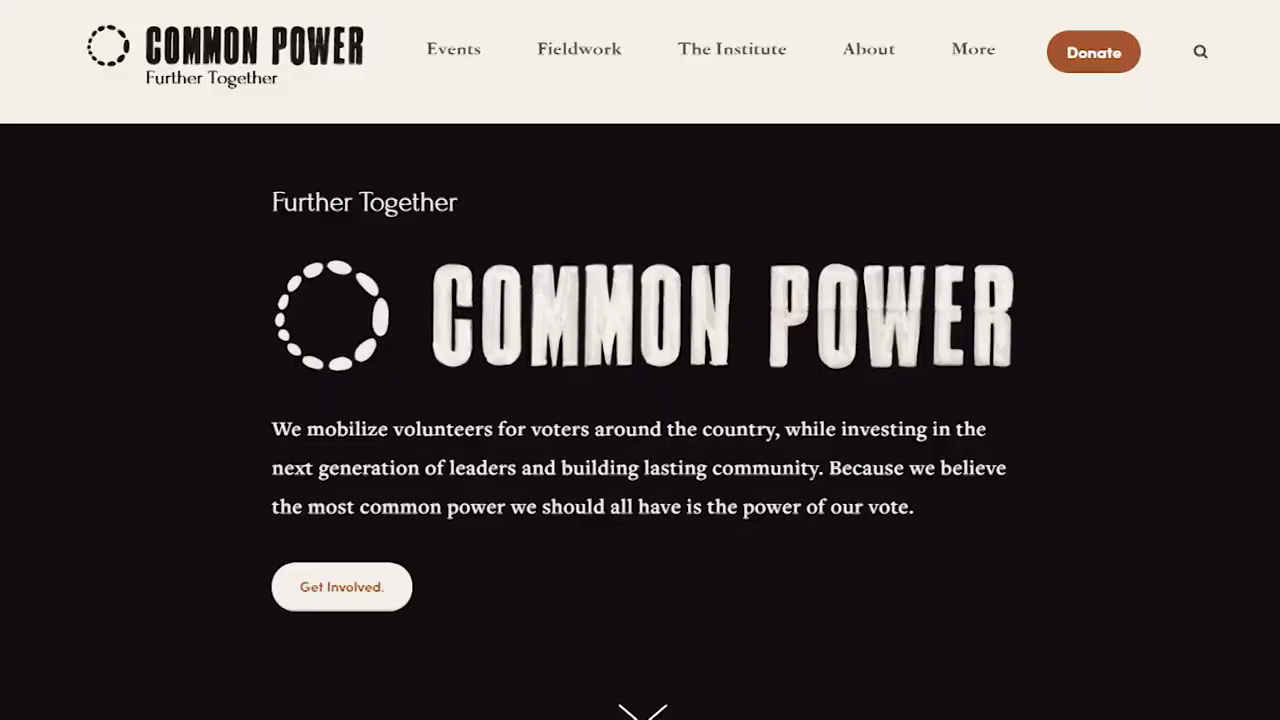 COMMON POWER
Further Together
Events
Fieldwork
The Institute
About
More
Donate
Further Together
COMMON POWER
We mobilize volunteers for voters around the country, while investing in the
next generation of leaders and building lasting community. Because we believe
the most common power we should all have is the power of our vote.
Get Involved.